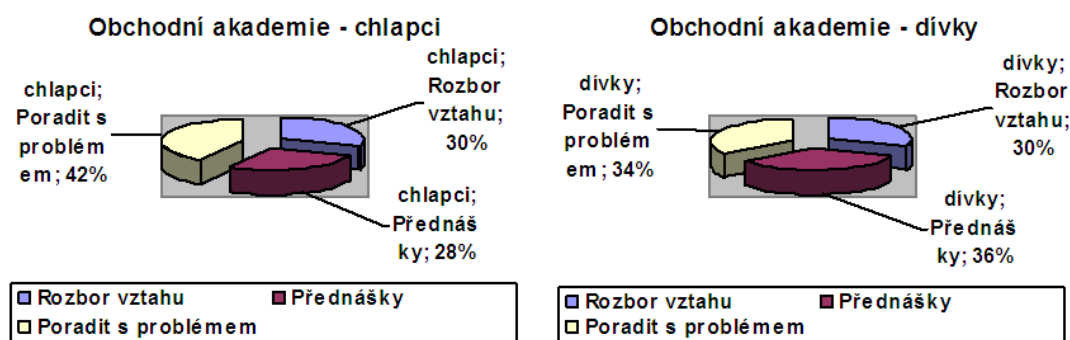 Obchodní akademie - chlapci
chlapci;
Rozbor
vztahu;
30%
chlapci;
Poradit s
problém
em; 42%
chlapci;
Přednáš
ky; 28%
Rozbor vztahu
Přednášky
Poradit s problémem
Obchodní akademie - dívky
dívky;
Rozbor
vztahu;
30%
dívky;
Poradit s
problém
em; 34%
dívky;
Přednáš
ky; 36%
Rozbor vztahu
Přednášky
Poradit s problémem